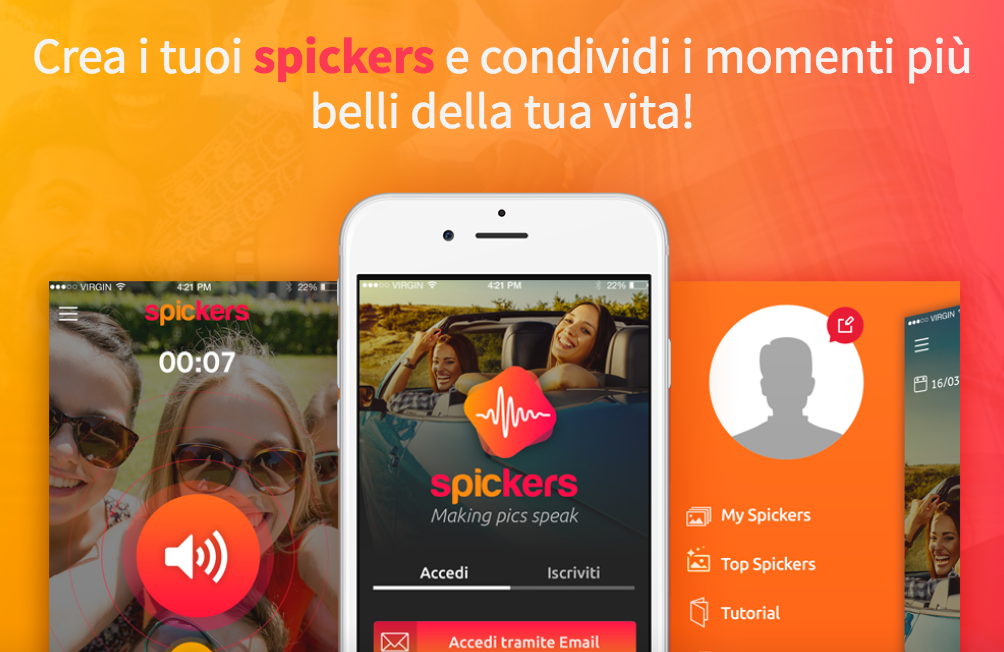 Crea i tuoi spickers e condividi i momenti più
belli della tua vita!
VIRGIN 4:21 PM 22%
spickers
00:07
VIRGIN 4:21 PM 22%
spickers
Making pics speak
Accedi Iscriviti
Accedi tramite Email
My Spickers
Top Spickers
Tutorial
VIRGIN
16/03